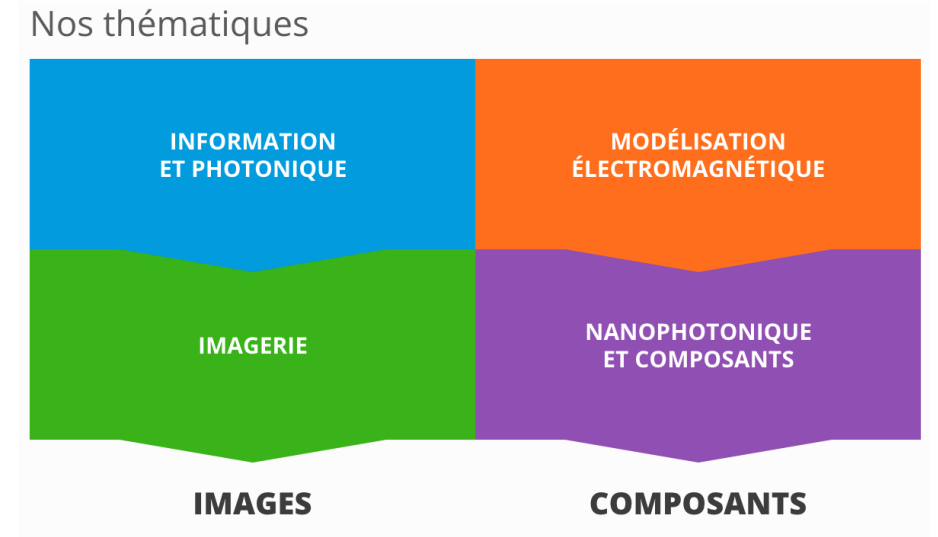 Nos thématiques
INFORMATION
ET PHOTONIQUE
MODÉLISATION
ÉLECTROMAGNÉTIQUE
IMAGERIE
NANOPHOTONIQUE
ET COMPOSANTS
IMAGES
COMPOSANTS